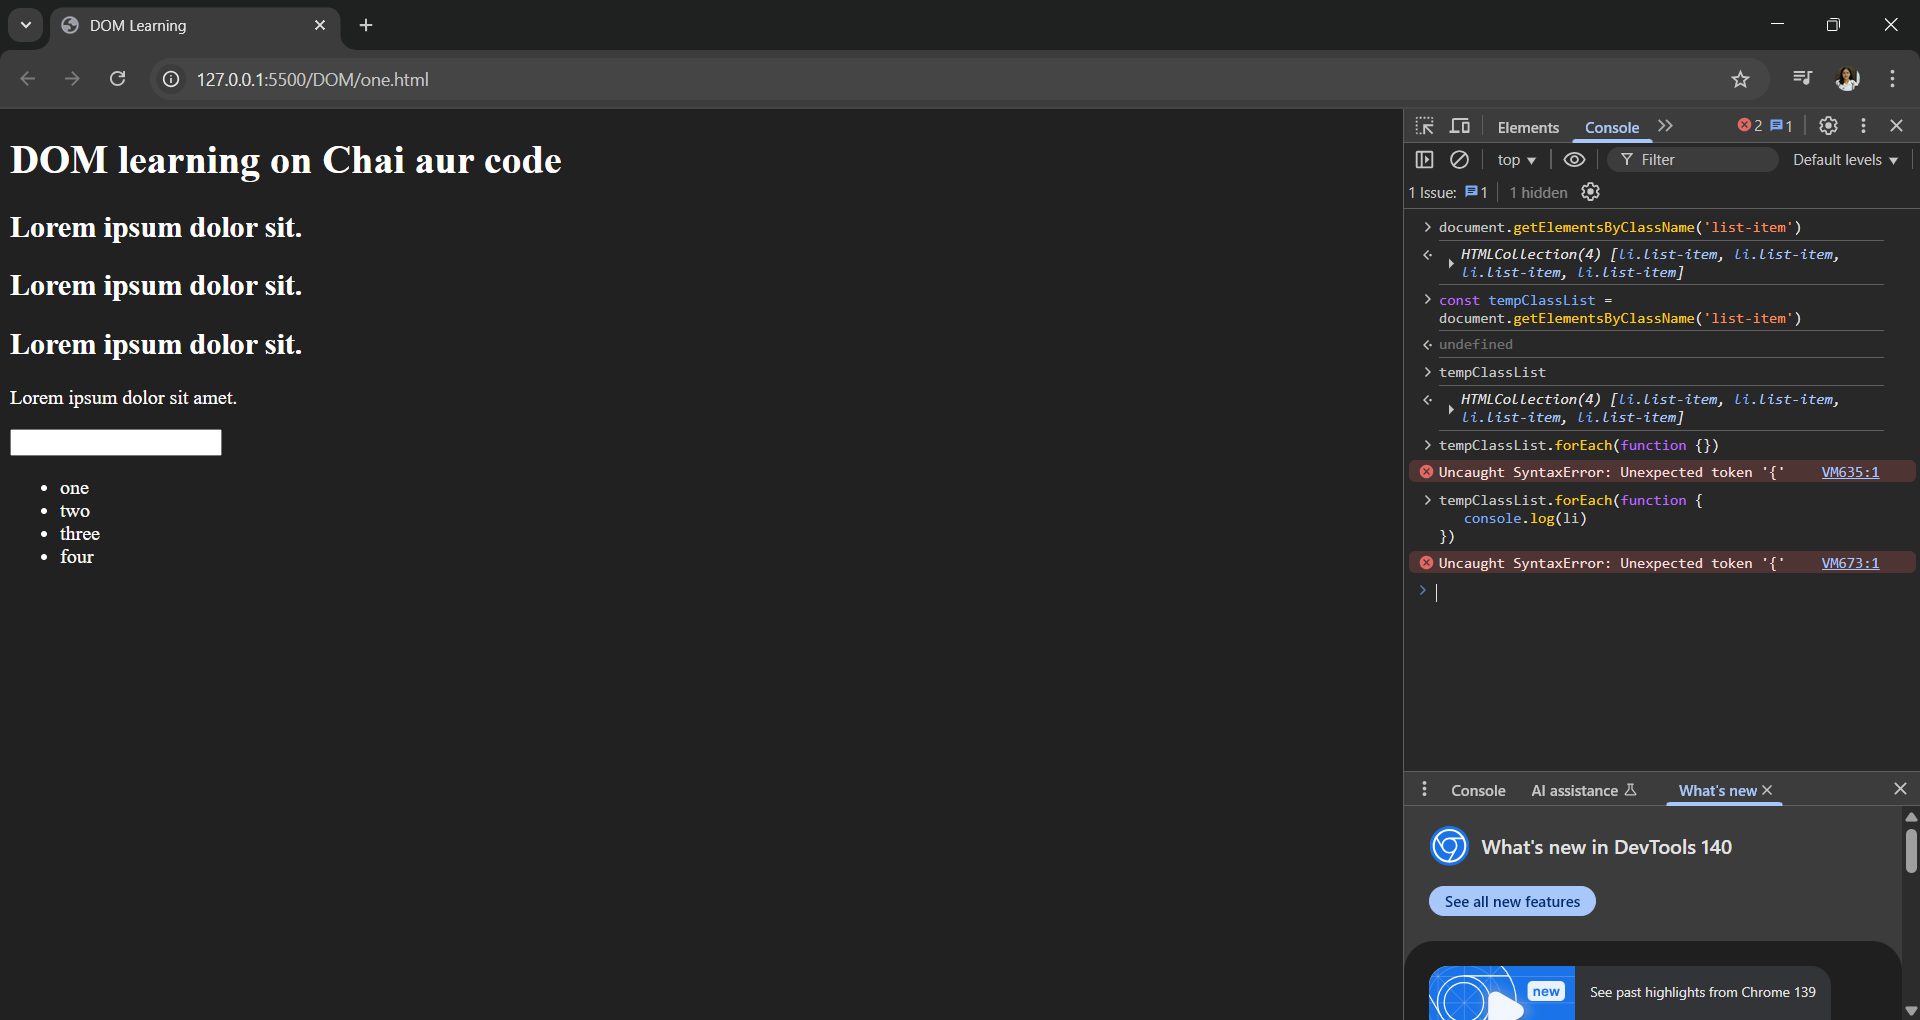 DOM Learning
127.0.0.1:5500/DOM/one.html
DOM learning on Chai aur code
Lorem ipsum dolor sit.
Lorem ipsum dolor sit.
Lorem ipsum dolor sit.
Lorem ipsum dolor sit amet.
one
two
three
four
Elements Console 2 1
top Filter Default levels
1 Issue: 1 1 hidden
document.getElementsByClassName('list-item')
HTMLCollection(4) [li.list-item, li.list-item,
li.list-item, li.list-item]
const tempClassList =
document.getElementsByClassName('list-item')
undefined
tempClassList
HTMLCollection(4) [li.list-item, li.list-item,
li.list-item, li.list-item]
tempClassList.forEach(function {})
Uncaught SyntaxError: Unexpected token '{' VM635:1
tempClassList.forEach(function {
console.log(li)
})
Uncaught SyntaxError: Unexpected token '{' VM673:1
Console AI assistance What's new
What's new in DevTools 140
See all new features
new
See past highlights from Chrome 139